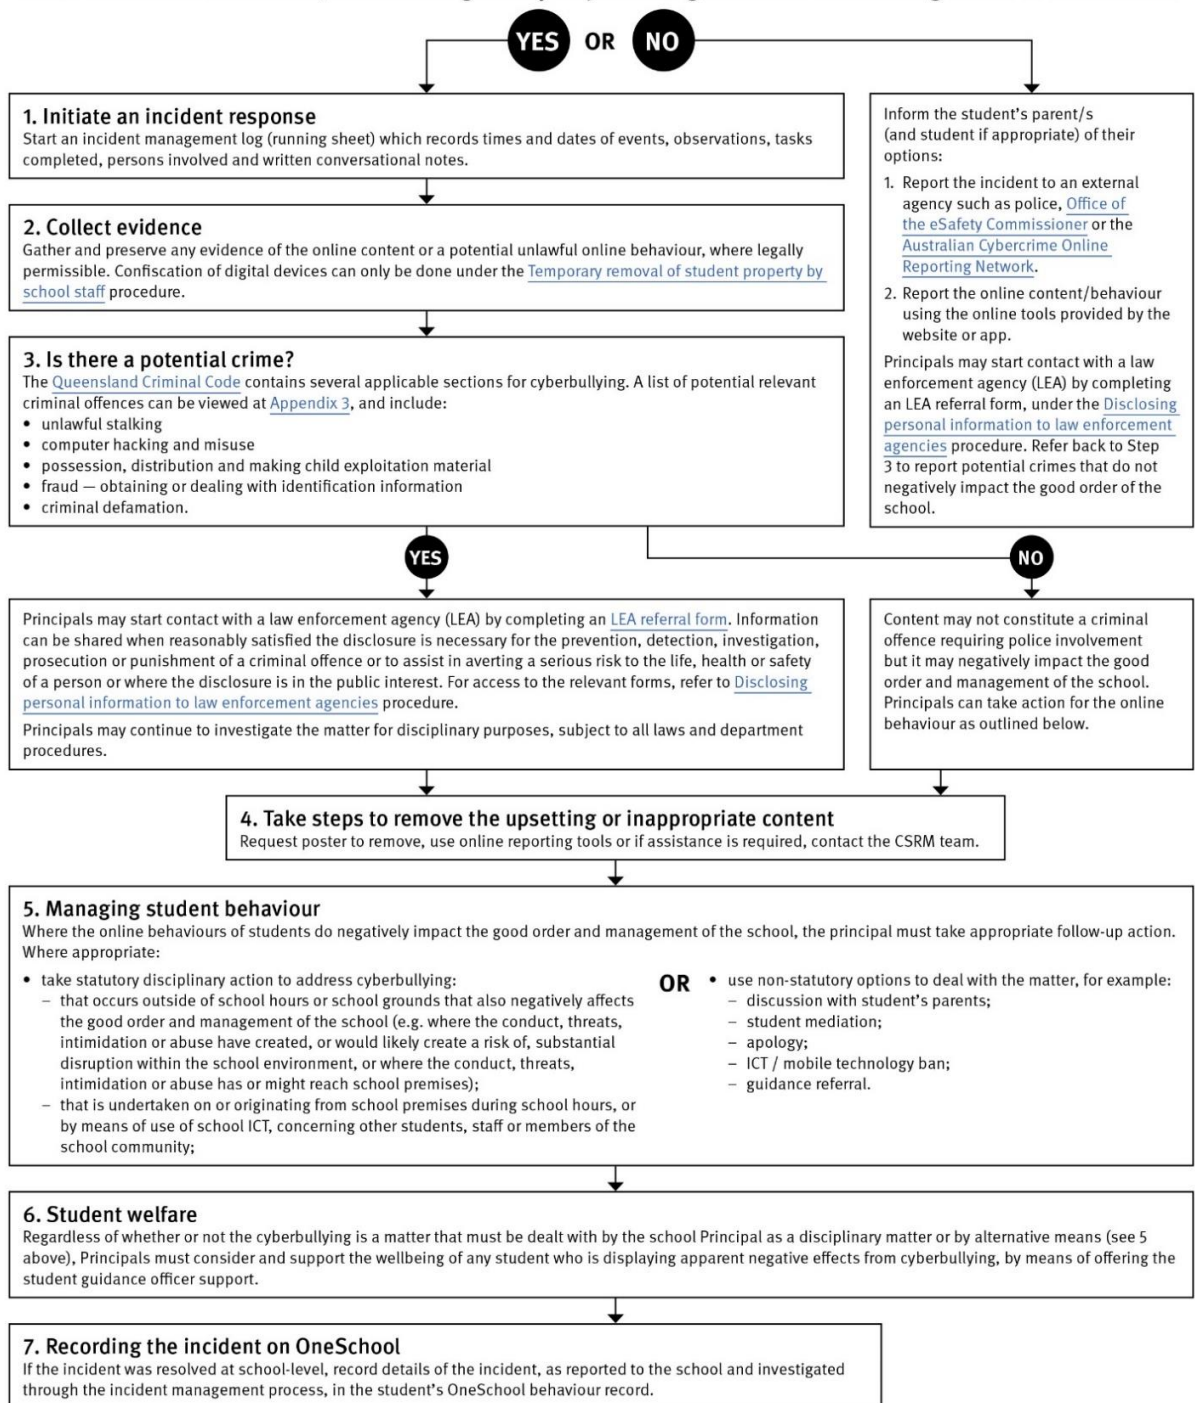 YES OR NO
1. Initiate an incident response
Start an incident management log (running sheet) which records times and dates of events, observations, tasks
completed, persons involved and written conversational notes.
2. Collect evidence
Gather and preserve any evidence of the online content or a potential unlawful online behaviour, where legally
permissible. Confiscation of digital devices can only be done under the Temporary removal of student property by
school staff procedure.
3. Is there a potential crime?
The Queensland Criminal Code contains several applicable sections for cyberbullying. A list of potential relevant
criminal offences can be viewed at Appendix 3, and include:
• unlawful stalking
• computer hacking and misuse
• possession, distribution and making child exploitation material
• fraud — obtaining or dealing with identification information
• criminal defamation.
Inform the student's parent/s
(and student if appropriate) of their
options:
1. Report the incident to an external
agency such as police, Office of
the eSafety Commissioner or the
Australian Cybercrime Online
Reporting Network.
2. Report the online content/behaviour
using the online tools provided by the
website or app.
Principals may start contact with a law
enforcement agency (LEA) by completing
an LEA referral form, under the Disclosing
personal information to law enforcement
agencies procedure. Refer back to Step
3 to report potential crimes that do not
negatively impact the good order of the
school.
YES
NO
Principals may start contact with a law enforcement agency (LEA) by completing an LEA referral form. Information
can be shared when reasonably satisfied the disclosure is necessary for the prevention, detection, investigation,
prosecution or punishment of a criminal offence or to assist in averting a serious risk to the life, health or safety
of a person or where the disclosure is in the public interest. For access to the relevant forms, refer to Disclosing
personal information to law enforcement agencies procedure.
Principals may continue to investigate the matter for disciplinary purposes, subject to all laws and department
procedures.
Content may not constitute a criminal
offence requiring police involvement
but it may negatively impact the good
order and management of the school.
Principals can take action for the online
behaviour as outlined below.
4. Take steps to remove the upsetting or inappropriate content
Request poster to remove, use online reporting tools or if assistance is required, contact the CSRM team.
5. Managing student behaviour
Where the online behaviours of students do negatively impact the good order and management of the school, the principal must take appropriate follow-up action.
Where appropriate:
• take statutory disciplinary action to address cyberbullying:
– that occurs outside of school hours or school grounds that also negatively affects
the good order and management of the school (e.g. where the conduct, threats,
intimidation or abuse have created, or would likely create a risk of, substantial
disruption within the school environment, or where the conduct, threats,
intimidation or abuse has or might reach school premises);
– that is undertaken on or originating from school premises during school hours, or
by means of use of school ICT, concerning other students, staff or members of the
school community;
OR
• use non-statutory options to deal with the matter, for example:
– discussion with student's parents;
– student mediation;
– apology;
– ICT / mobile technology ban;
– guidance referral.
6. Student welfare
Regardless of whether or not the cyberbullying is a matter that must be dealt with by the school Principal as a disciplinary matter or by alternative means (see 5
above), Principals must consider and support the wellbeing of any student who is displaying apparent negative effects from cyberbullying, by means of offering the
student guidance officer support.
7. Recording the incident on OneSchool
If the incident was resolved at school-level, record details of the incident, as reported to the school and investigated
through the incident management process, in the student's OneSchool behaviour record.